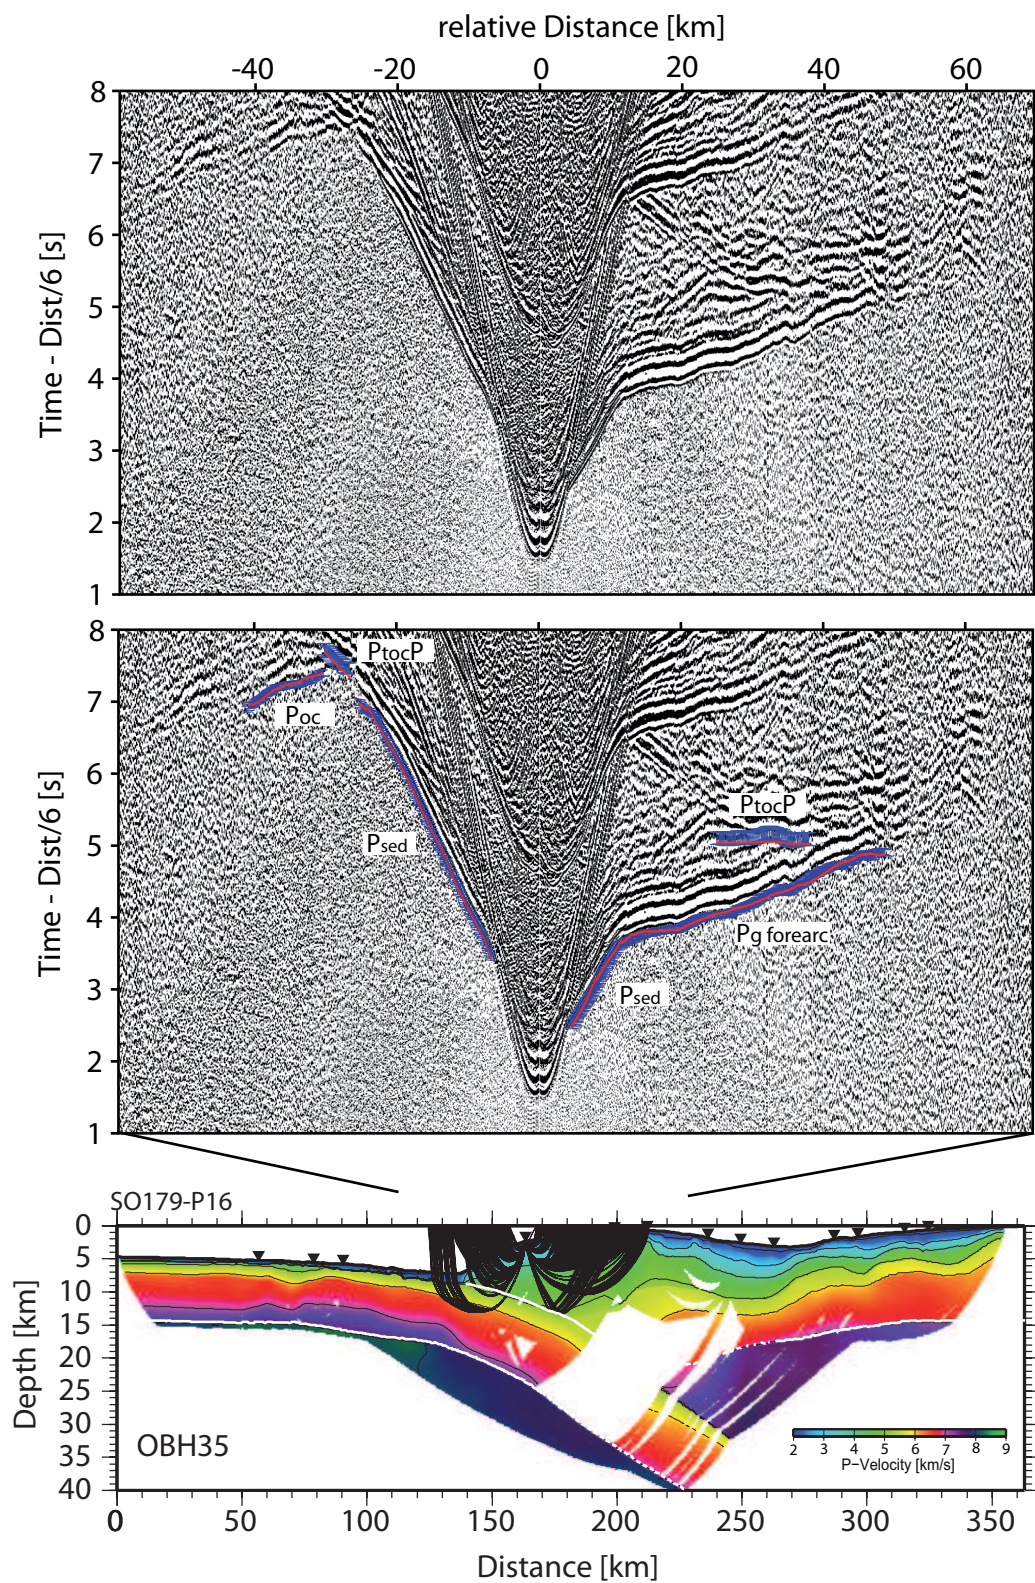 relative Distance [km]
-40 -20 0 20 40 60
8
7
6
5
4
3
2
1
Time - Dist/6 [s]
8
7
6
5
4
3
2
1
Time - Dist/6 [s]
PtocP
Poc
Psed
PtocP
Pg forearc
Psed
SO179-P16
0
5
10
15
20
25
30
35
40
Depth [km]
OBH35
2 3 4 5 6 7 8 9
P-Velocity [km/s]
0 50 100 150 200 250 300 350
Distance [km]